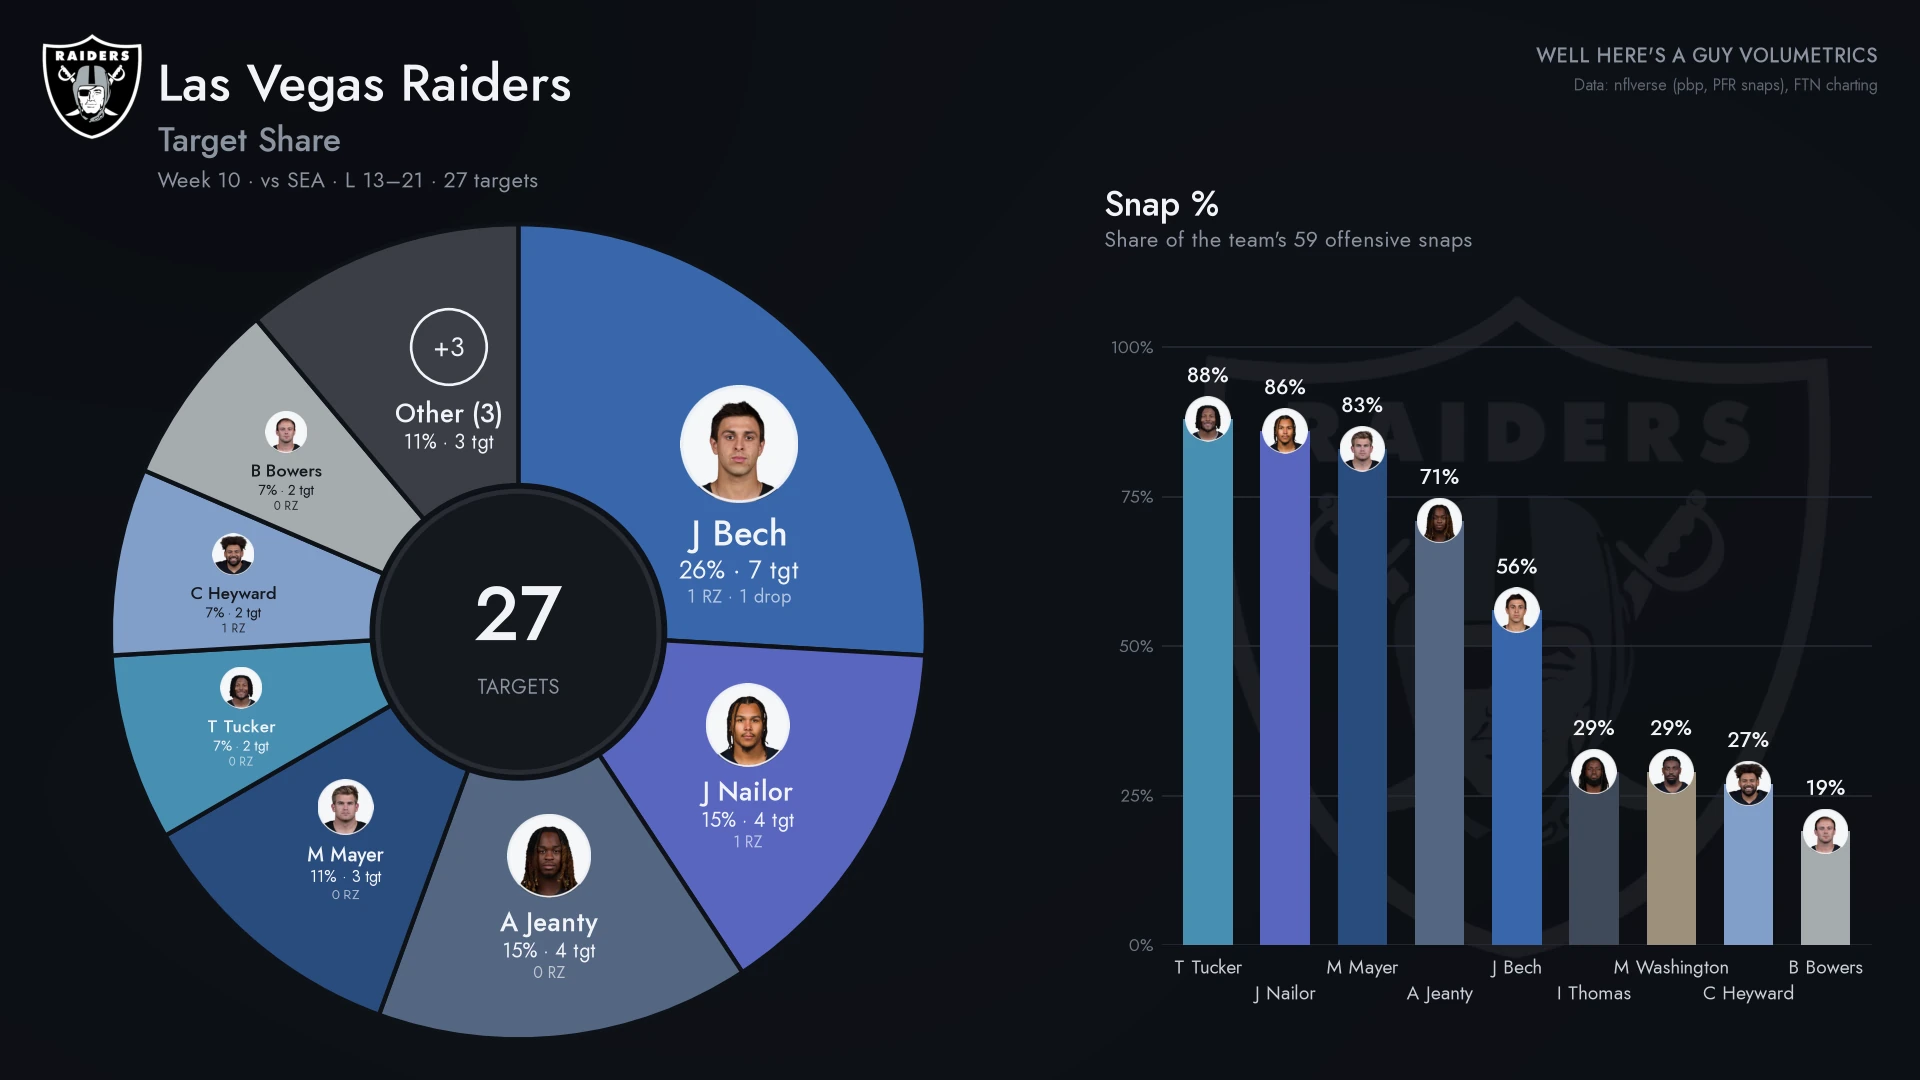 RAIDERS
Las Vegas Raiders
Target Share
Week 10 · vs SEA · L 13–21 · 27 targets
WELL HERE'S A GUY VOLUMETRICS
Data: nflverse (pbp, PFR snaps), FTN charting
+3
Other (3)
11% · 3 tgt
J Bech
26% · 7 tgt
1 RZ · 1 drop
B Bowers
7% · 2 tgt
0 RZ
C Heyward
7% · 2 tgt
1 RZ
T Tucker
7% · 2 tgt
0 RZ
M Mayer
11% · 3 tgt
0 RZ
A Jeanty
15% · 4 tgt
0 RZ
J Nailor
15% · 4 tgt
1 RZ
27
TARGETS
Snap %
Share of the team's 59 offensive snaps
RAIDERS
100%
75%
50%
25%
0%
88%
86%
83%
71%
56%
29%
29%
27%
19%
T Tucker
J Nailor
M Mayer
A Jeanty
J Bech
I Thomas
M Washington
C Heyward
B Bowers